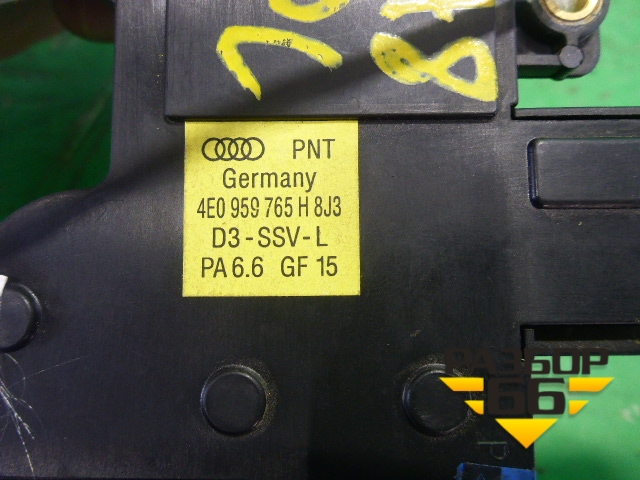 PNT
Germany
4E0 959 765 H 8J3
D3-SSV-L
PA 6.6 GF 15
РАЗБОР
66